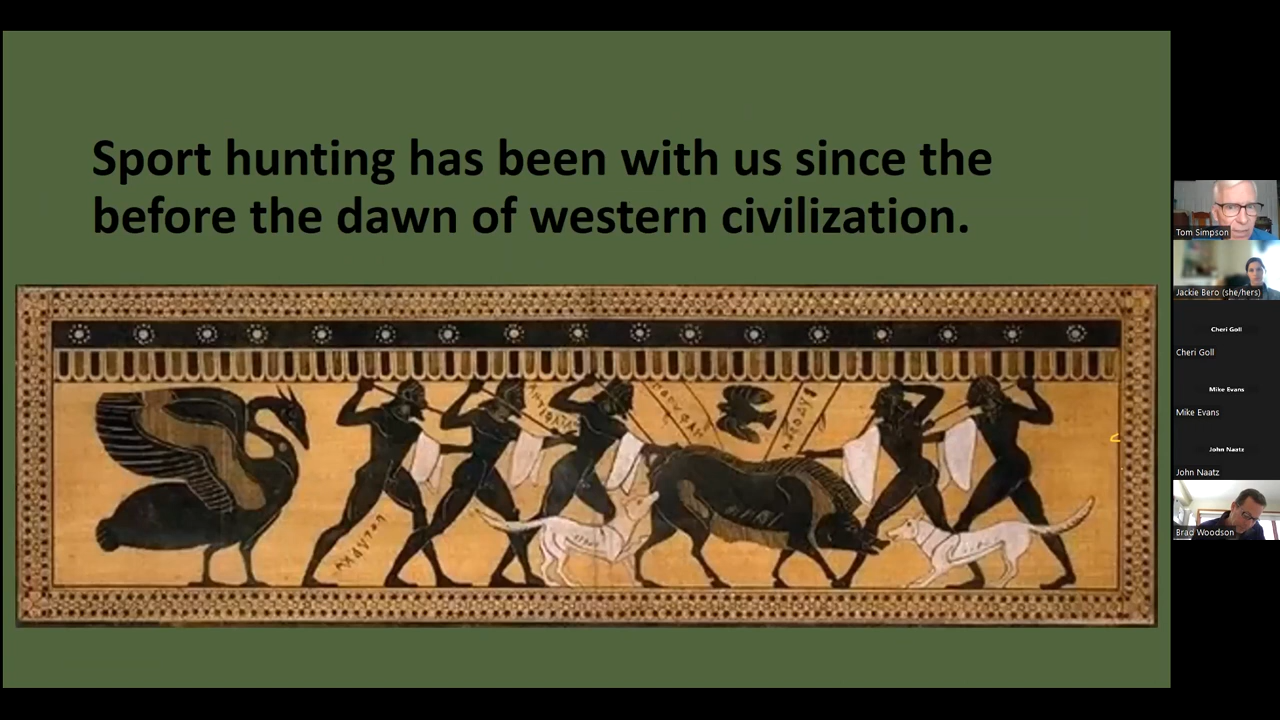 Sport hunting has been with us since the
before the dawn of western civilization.
Tom Simpson
Jackie Bero (she/hers)
Cheri Goll
Cheri Goll
Mike Evans
Mike Evans
John Naatz
John Naatz
Brad Woodson